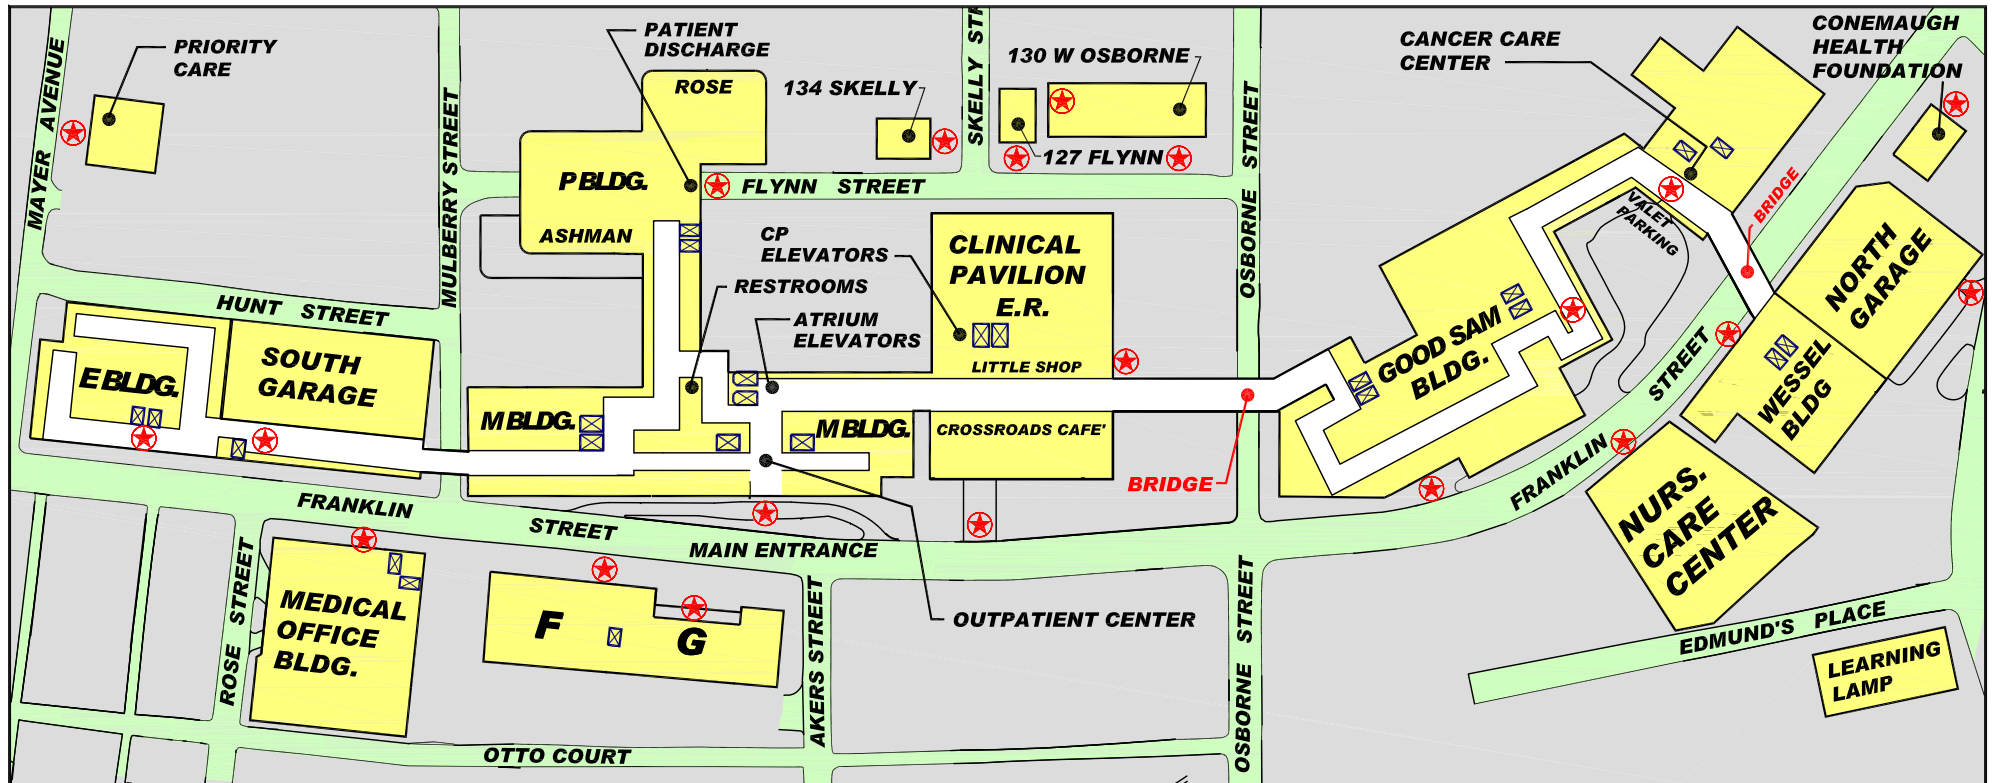 MAYER AVENUE
PRIORITY
CARE
MULBERRY STREET
PATIENT
DISCHARGE
ROSE
134 SKELLY
SKELLY STR
130 W OSBORNE
127 FLYNN
OSBORNE STREET
CANCER CARE
CENTER
CONEMAUGH
HEALTH
FOUNDATION
P BLDG.
FLYNN STREET
ASHMAN
CP
ELEVATORS
RESTROOMS
ATRIUM
ELEVATORS
CLINICAL
PAVILION
E.R.
LITTLE SHOP
VALET
PARKING
BRIDGE
NORTH
GARAGE
HUNT STREET
SOUTH
GARAGE
E BLDG.
M BLDG.
M BLDG.
CROSSROADS CAFE'
GOOD SAM
BLDG.
WESSEL
BLDG
BRIDGE
FRANKLIN STREET
NURS.
CARE
CENTER
FRANKLIN STREET
MAIN ENTRANCE
ROSE STREET
MEDICAL
OFFICE
BLDG.
F
G
AKERS STREET
OUTPATIENT CENTER
OSBORNE STREET
EDMUND'S PLACE
LEARNING
LAMP
OTTO COURT